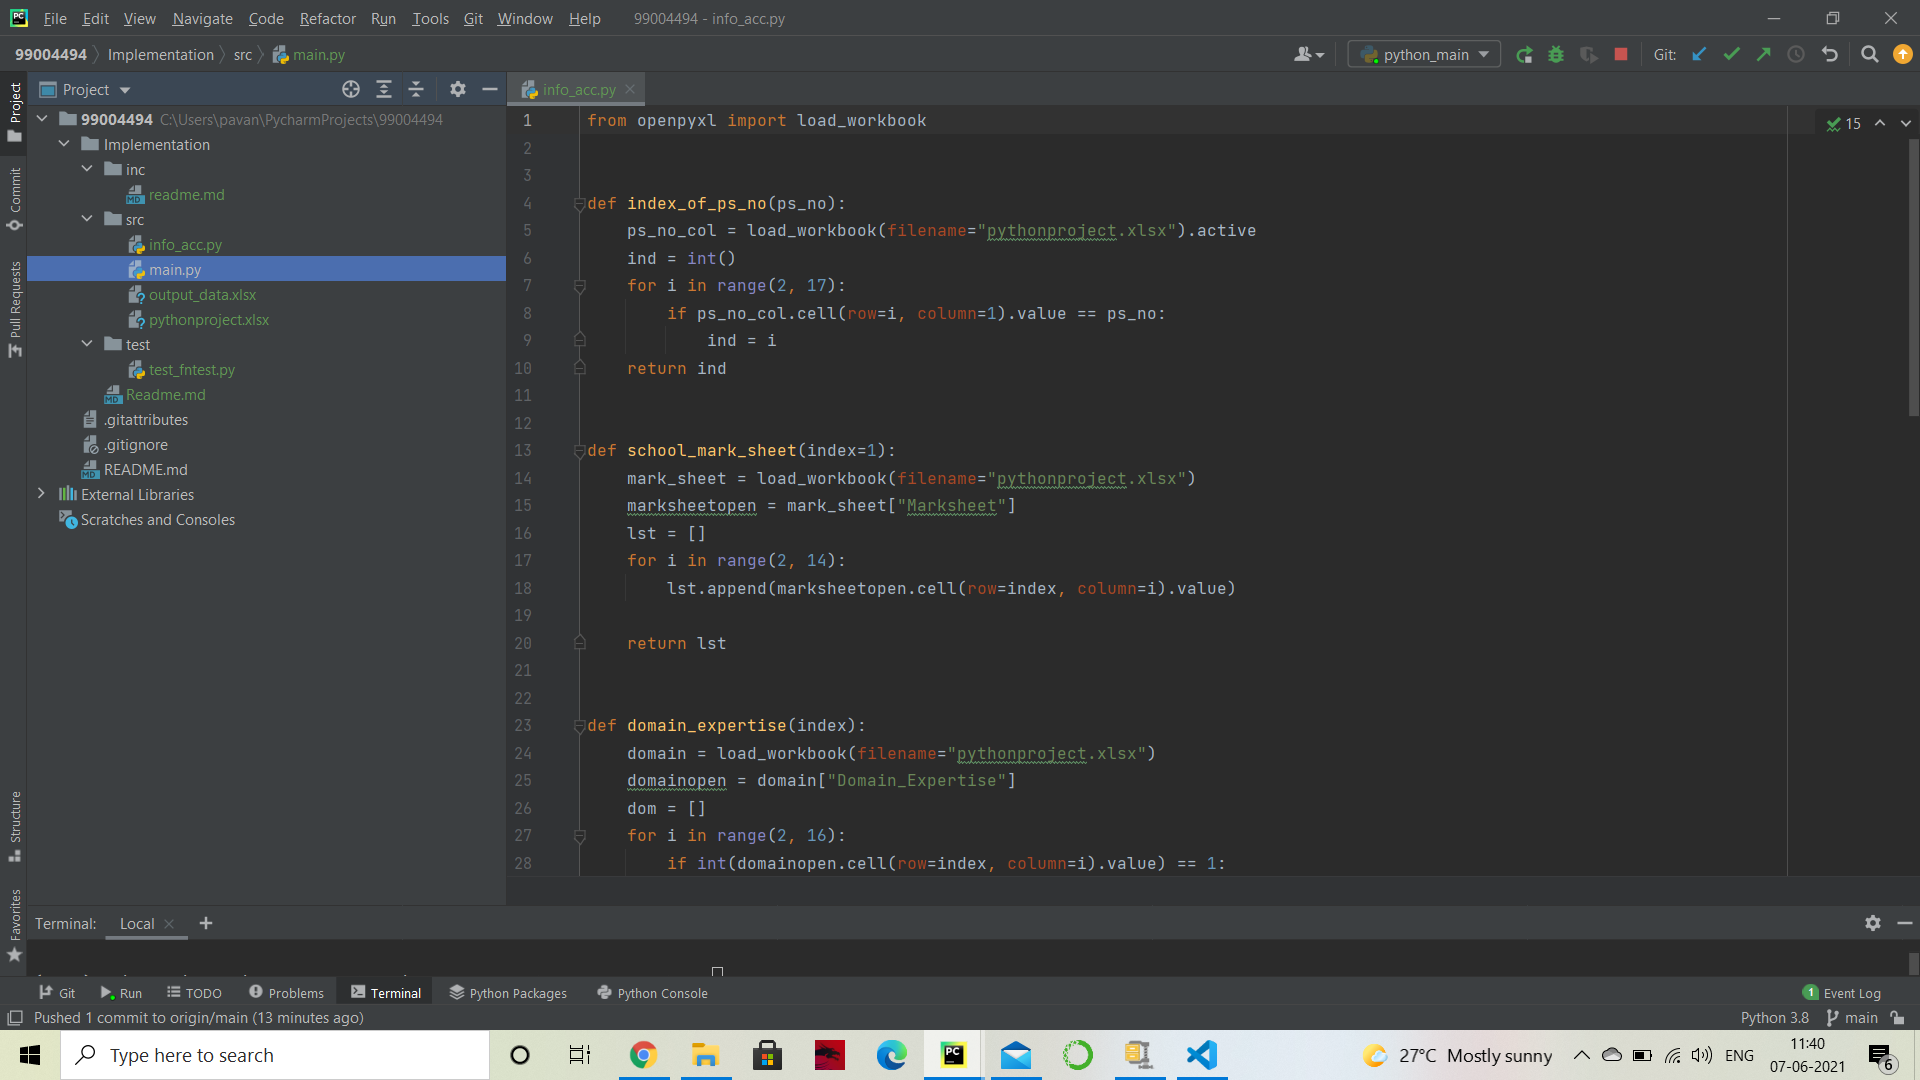 File Edit View Navigate Code Refactor Run Tools Git Window Help 99004494 - info_acc.py
99004494 Implementation src main.py python_main Git:
Project
info_acc.py
15
Project
Commit
Pull Requests
Structure
Favorites
99004494 C:\Users\pavan\PycharmProjects\99004494
Implementation
inc
readme.md
src
info_acc.py
main.py
output_data.xlsx
pythonproject.xlsx
test
test_fntest.py
Readme.md
.gitattributes
.gitignore
README.md
External Libraries
Scratches and Consoles
1 from openpyxl import load_workbook
2
3
4 def index_of_ps_no(ps_no):
5 ps_no_col = load_workbook(filename="pythonproject.xlsx").active
6 ind = int()
7 for i in range(2, 17):
8 if ps_no_col.cell(row=i, column=1).value == ps_no:
9 ind = i
10 return ind
11
12
13 def school_mark_sheet(index=1):
14 mark_sheet = load_workbook(filename="pythonproject.xlsx")
15 marksheetopen = mark_sheet["Marksheet"]
16 lst = []
17 for i in range(2, 14):
18 lst.append(marksheetopen.cell(row=index, column=i).value)
19
20 return lst
21
22
23 def domain_expertise(index):
24 domain = load_workbook(filename="pythonproject.xlsx")
25 domainopen = domain["Domain_Expertise"]
26 dom = []
27 for i in range(2, 16):
28 if int(domainopen.cell(row=index, column=i).value) == 1:
Terminal: Local
Git Run TODO Problems Terminal Python Packages Python Console 1 Event Log
Pushed 1 commit to origin/main (13 minutes ago) Python 3.8 main
Type here to search
27°C Mostly sunny ENG
11:40
07-06-2021
6